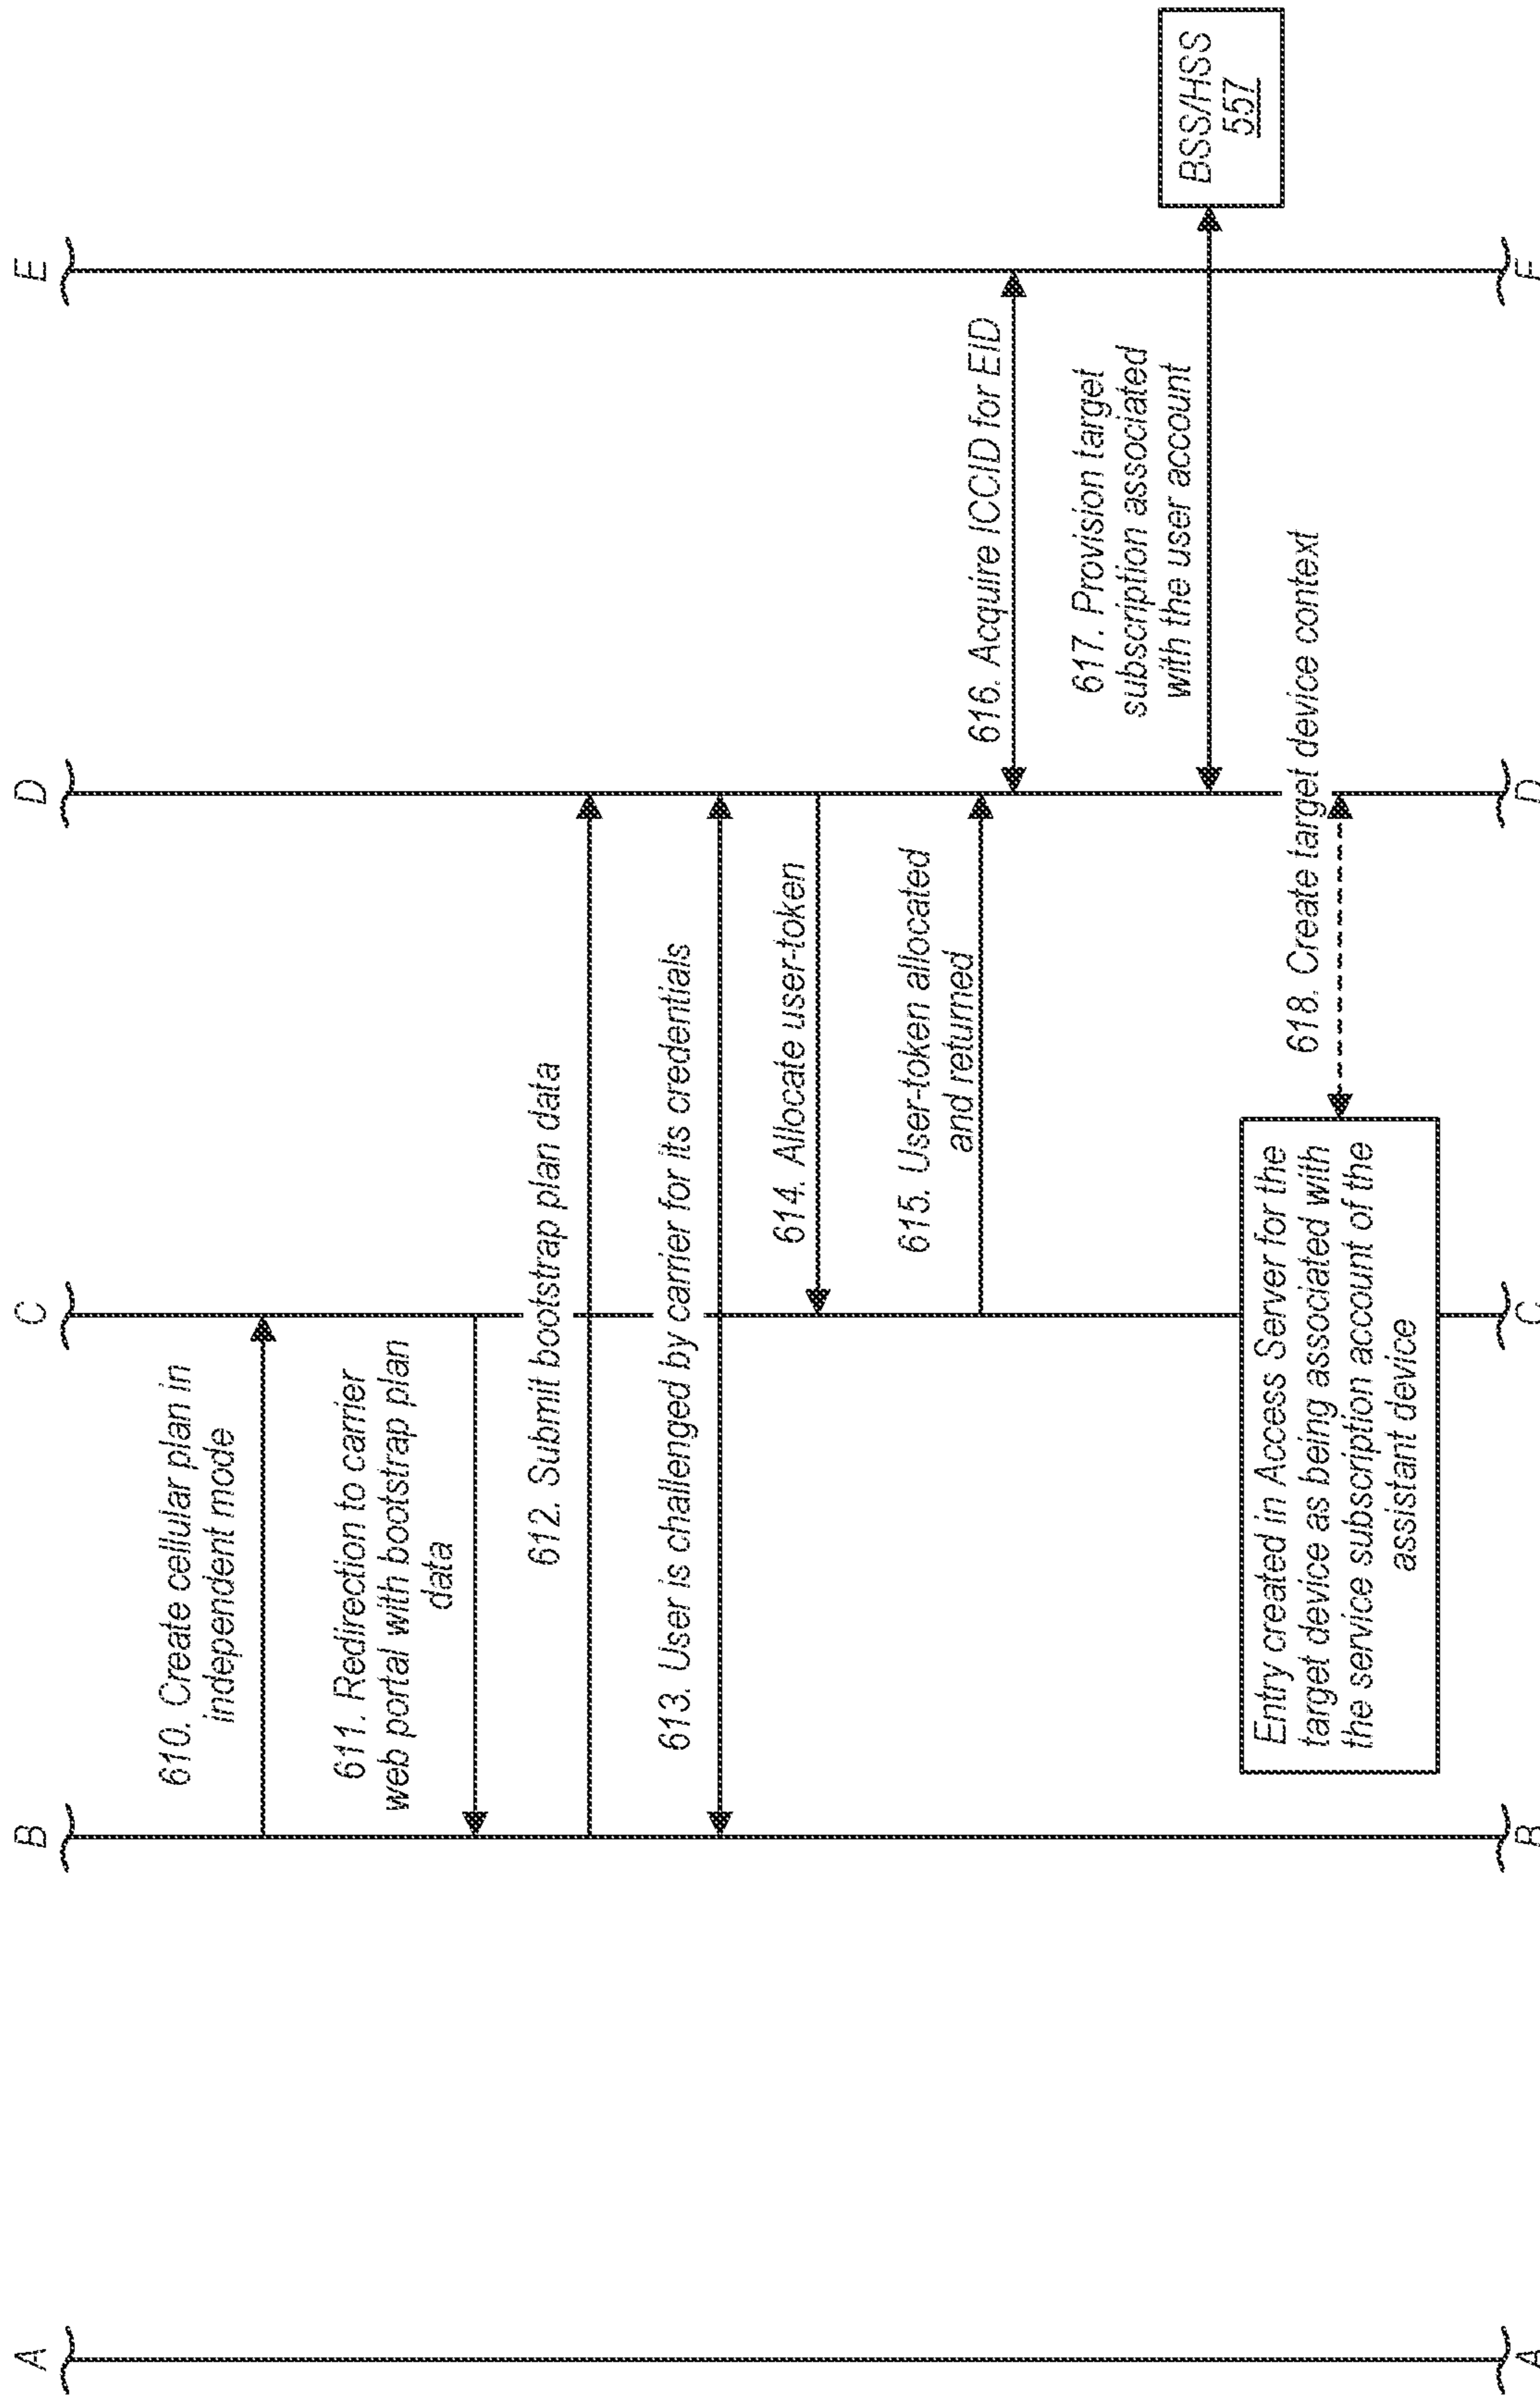 A
B
C
D
E
610. Create cellular plan in
independent mode
611. Redirection to carrier
web portal with bootstrap plan
data
612. Submit bootstrap plan data
613. User is challenged by carrier for its credentials
614. Allocate user-token
615. User-token allocated
and returned
616. Acquire ICCID for EID
617. Provision target
subscription associated
with the user account
BSS/HSS
557
618. Create target device context
Entry created in Access Server for the
target device as being associated with
the service subscription account of the
assistant device
A
B
C
D
E